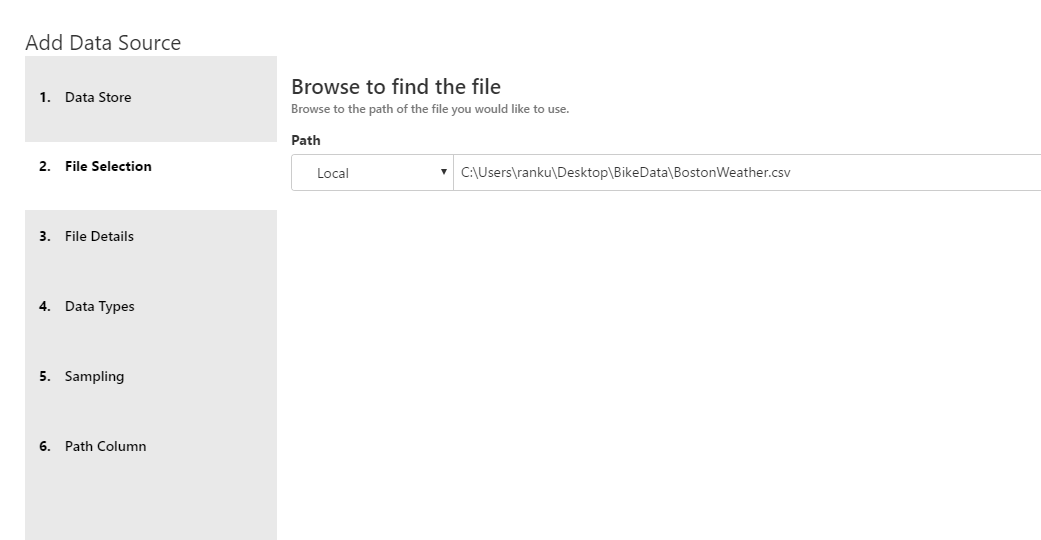 Add Data Source
1. Data Store
2. File Selection
3. File Details
4. Data Types
5. Sampling
6. Path Column
Browse to find the file
Browse to the path of the file you would like to use.
Path
Local C:\Users\ranku\Desktop\BikeData\BostonWeather.csv